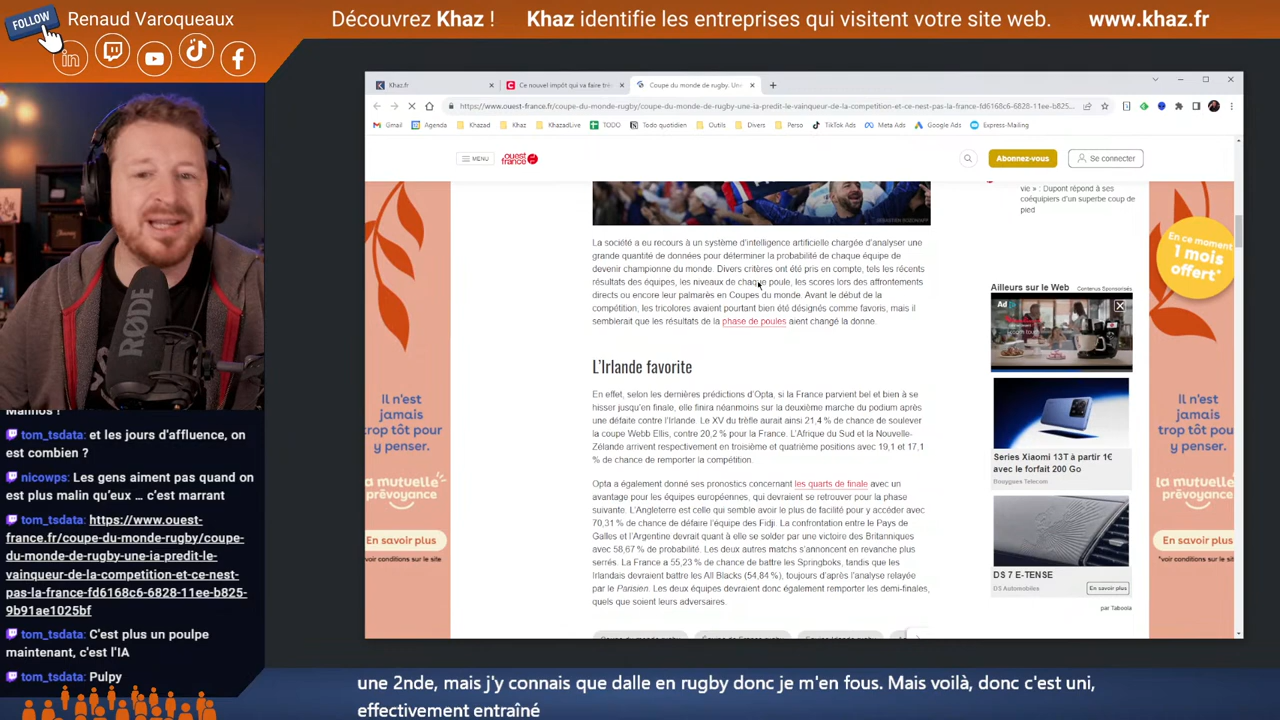 FOLLOW
Renaud Varoqueaux
Découvrez Khaz !
Khaz identifie les entreprises qui visitent votre site web.
www.khaz.fr
Khaz.fr
Ce nouvel impôt qui va faire tré
Coupe du monde de rugby. Une
https://www.ouest-france.fr/coupe-du-monde-rugby/coupe-du-monde-de-rugby-une-ia-predit-le-vainqueur-de-la-competition-et-ce-nest-pas-la-france-fd6168c6-6828-11ee-b825...
Gmail
Agenda
Khazad
Khaz
KhazadLive
TODO
Todo quotidien
Outils
Divers
Perso
TikTok Ads
Meta Ads
Google Ads
Express-Mailing
MENU
ouest
france
Abonnez-vous
Se connecter
vie » : Dupont répond à ses
coéquipiers d'un superbe coup de
pied
La société a eu recours à un système d'intelligence artificielle chargée d'analyser une
grande quantité de données pour déterminer la probabilité de chaque équipe de
devenir championne du monde. Divers critères ont été pris en compte, tels les récents
résultats des équipes, les niveaux de chaque poule, les scores lors des affrontements
directs ou encore leur palmarès en Coupes du monde. Avant le début de la
compétition, les tricolores avaient pourtant bien été désignés comme favoris, mais il
semblerait que les résultats de la phase de poules aient changé la donne.
L'Irlande favorite
En effet, selon les dernières prédictions d'Opta, si la France parvient bel et bien à se
hisser jusqu'en finale, elle finira néanmoins sur la deuxième marche du podium après
une défaite contre l'Irlande. Le XV du trèfle aurait ainsi 21,4 % de chance de soulever
la coupe Webb Ellis, contre 20,2 % pour la France. L'Afrique du Sud et la Nouvelle-
Zélande arrivent respectivement en troisième et quatrième positions avec 19,1 et 17,1
% de chance de remporter la compétition.
Opta a également donné ses pronostics concernant les quarts de finale avec un
avantage pour les équipes européennes, qui devraient se retrouver pour la phase
suivante. L'Angleterre est celle qui semble avoir le plus de facilité pour y accéder avec
70,31 % de chance de défaire l'équipe des Fidji. La confrontation entre le Pays de
Galles et l'Argentine devrait quant à elle se solder par une victoire des Britanniques
avec 58,67 % de probabilité. Les deux autres matchs s'annoncent en revanche plus
serrés. La France a 55,23 % de chance de battre les Springboks, tandis que les
Irlandais devraient battre les All Blacks (54,84 %), toujours d'après l'analyse relayée
par le Parisien. Les deux équipes devraient donc également remporter les demi-finales,
quels que soient leurs adversaires.
Ailleurs sur le Web
Contenus Sponsorisés
Ad
Series Xiaomi 13T à partir 1€
avec le forfait 200 Go
Bouygues Telecom
DS 7 E-TENSE
DS Automobiles
En savoir plus
par Taboola
Il n'est
jamais
trop tôt
pour y
penser.
ma meilleure
prévoyance
En savoir plus
*voir conditions sur le site
En ce moment
1 mois
offert*
Il n'est
jamais
trop tôt
pour y
penser.
ma meilleure
prévoyance
En savoir plus
*voir conditions sur le site
RØDE
tom_tsdata: et les jours d'affluence, on
est combien ?
nicowps: Les gens aiment pas quand on
est plus malin qu'eux … c'est marrant
tom_tsdata: https://www.ouest-
france.fr/coupe-du-monde-rugby/coupe-
du-monde-de-rugby-une-ia-predit-le-
vainqueur-de-la-competition-et-ce-nest-
pas-la-france-fd6168c6-6828-11ee-b825-
9b91ae1025bf
tom_tsdata: C'est plus un poulpe
maintenant, c'est l'IA
tom_tsdata: Pulpy
une 2nde, mais j'y connais que dalle en rugby donc je m'en fous. Mais voilà, donc c'est uni,
effectivement entraîné